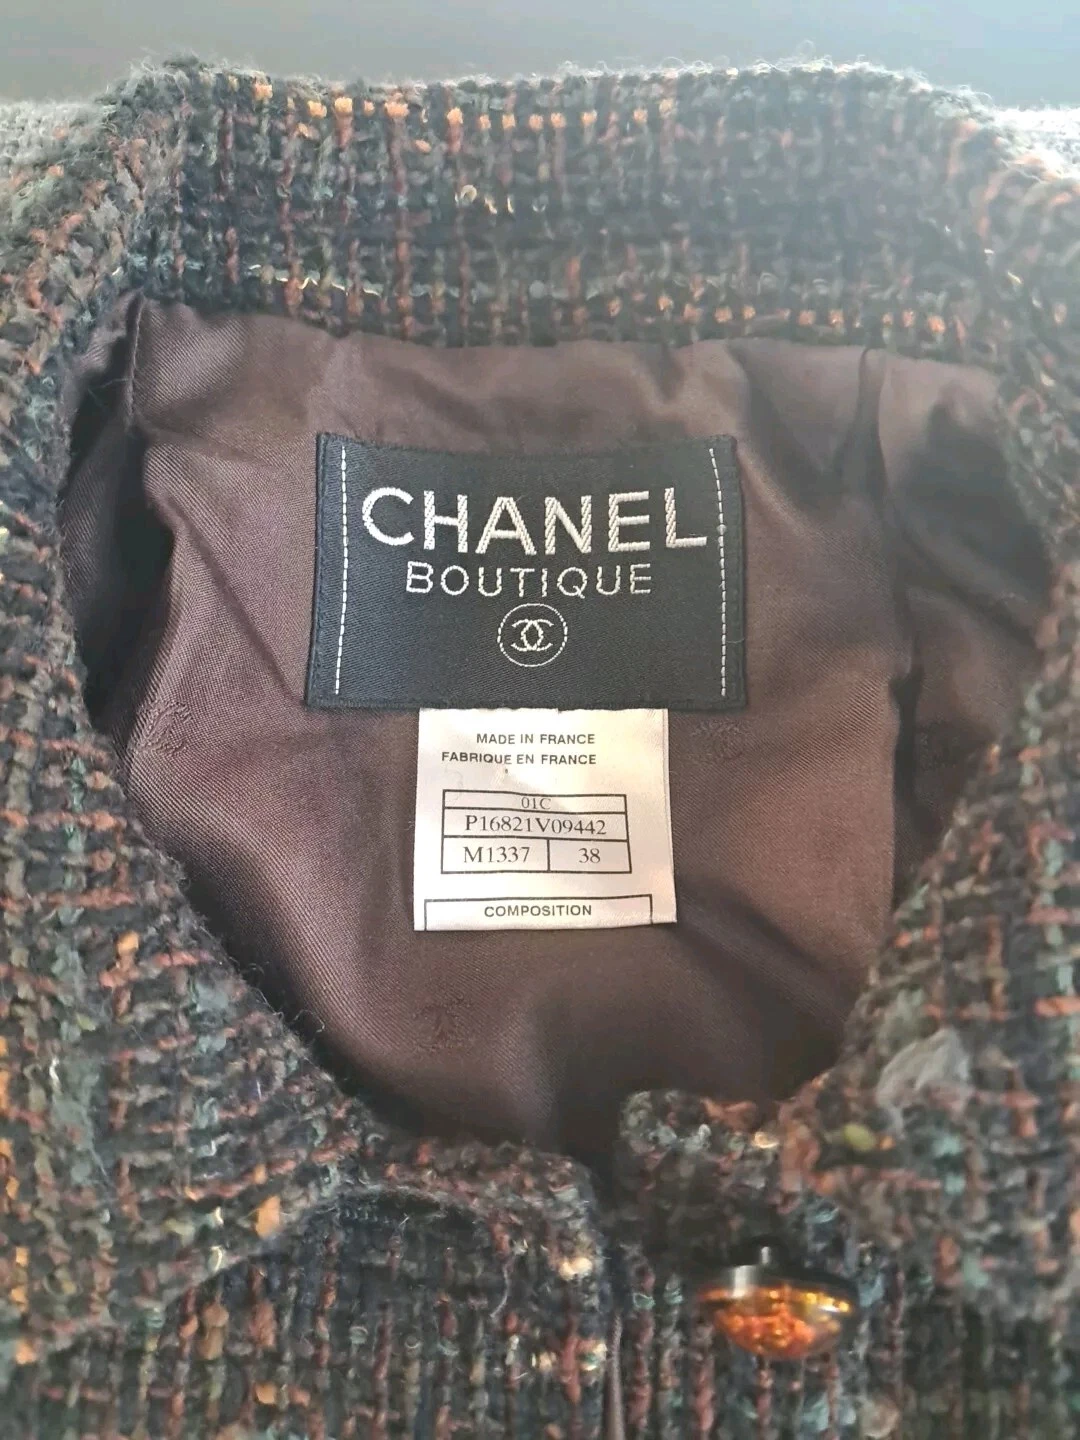 CHANEL
BOUTIQUE
MADE IN FRANCE
FABRIQUE EN FRANCE
01C
P16821V09442
M1337 38
COMPOSITION